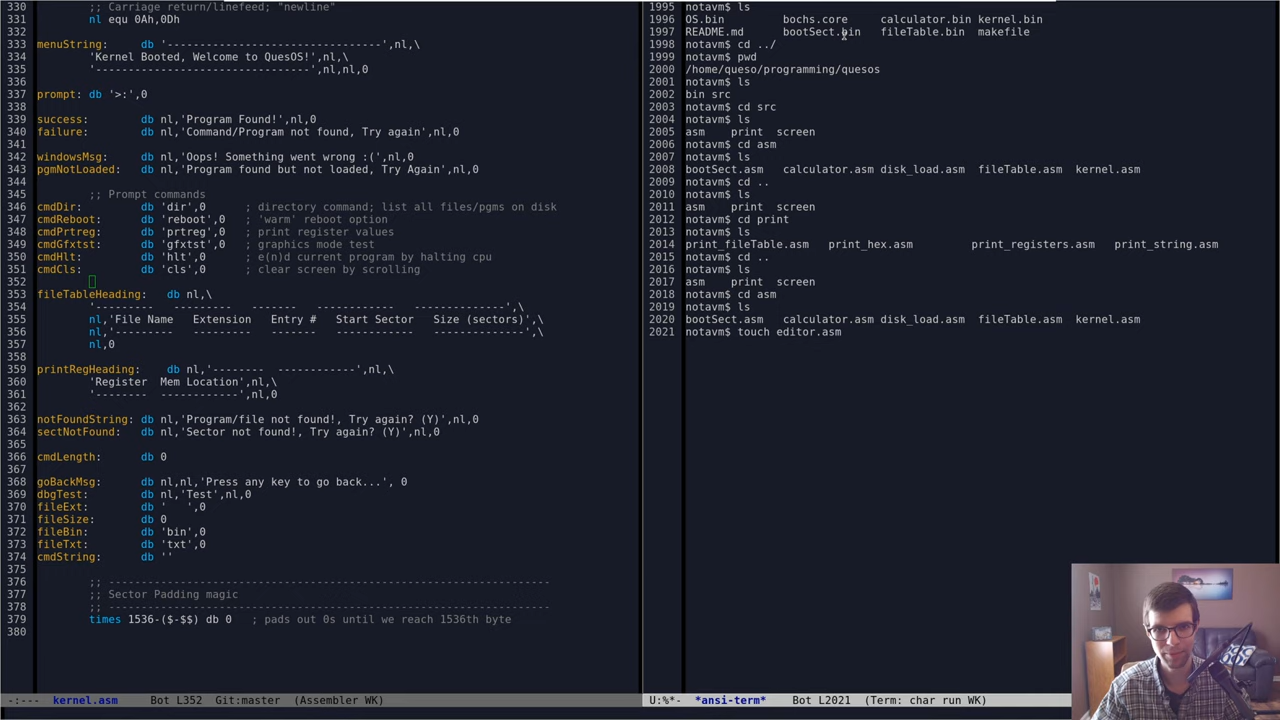 330         ;; Carriage return/linefeed; "newline"
331         nl equ 0Ah,0Dh
332
333 menuString:     db '---------------------------------',nl,\
334         'Kernel Booted, Welcome to QuesOS!',nl,\
335         '---------------------------------',nl,nl,0
336
337 prompt: db '>:',0
338
339 success:        db nl,'Program Found!',nl,0
340 failure:        db nl,'Command/Program not found, Try again',nl,0
341
342 windowsMsg:     db nl,'Oops! Something went wrong :(',nl,0
343 pgmNotLoaded:   db nl,'Program found but not loaded, Try Again',nl,0
344
345         ;; Prompt commands
346 cmdDir:         db 'dir',0      ; directory command; list all files/pgms on disk
347 cmdReboot:      db 'reboot',0   ; 'warm' reboot option
348 cmdPrtreg:      db 'prtreg',0   ; print register values
349 cmdGfxtst:      db 'gfxtst',0   ; graphics mode test
350 cmdHlt:         db 'hlt',0      ; e(n)d current program by halting cpu
351 cmdCls:         db 'cls',0      ; clear screen by scrolling
352
353 fileTableHeading:   db nl,\
354         '---------   ---------   -------   ------------   --------------',\
355         nl,'File Name   Extension   Entry #   Start Sector   Size (sectors)',\
356         nl,'---------   ---------   -------   ------------   --------------',\
357         nl,0
358
359 printRegHeading:    db nl,'--------  ------------',nl,\
360         'Register  Mem Location',nl,\
361         '--------  ------------',nl,0
362
363 notFoundString: db nl,'Program/file not found!, Try again? (Y)',nl,0
364 sectNotFound:   db nl,'Sector not found!, Try again? (Y)',nl,0
365
366 cmdLength:      db 0
367
368 goBackMsg:      db nl,nl,'Press any key to go back...', 0
369 dbgTest:        db nl,'Test',nl,0
370 fileExt:        db '   ',0
371 fileSize:       db 0
372 fileBin:        db 'bin',0
373 fileTxt:        db 'txt',0
374 cmdString:      db ''
375
376         ;; -----------------------------------------------------------------------
377         ;; Sector Padding magic
378         ;; -----------------------------------------------------------------------
379         times 1536-($-$$) db 0   ; pads out 0s until we reach 1536th byte
380
-:---  kernel.asm     Bot L352  Git:master  (Assembler WK)
1995 notavm$ ls
1996 OS.bin         bochs.core     calculator.bin kernel.bin
1997 README.md      bootSect.bin   fileTable.bin  makefile
1998 notavm$ cd ../
1999 notavm$ pwd
2000 /home/queso/programming/quesos
2001 notavm$ ls
2002 bin src
2003 notavm$ cd src
2004 notavm$ ls
2005 asm    print  screen
2006 notavm$ cd asm
2007 notavm$ ls
2008 bootSect.asm   calculator.asm disk_load.asm  fileTable.asm  kernel.asm
2009 notavm$ cd ..
2010 notavm$ ls
2011 asm    print  screen
2012 notavm$ cd print
2013 notavm$ ls
2014 print_fileTable.asm   print_hex.asm         print_registers.asm   print_string.asm
2015 notavm$ cd ..
2016 notavm$ ls
2017 asm    print  screen
2018 notavm$ cd asm
2019 notavm$ ls
2020 bootSect.asm   calculator.asm disk_load.asm  fileTable.asm  kernel.asm
2021 notavm$ touch editor.asm
U:%*-  *ansi-term*    Bot L2021  (Term: char run WK)